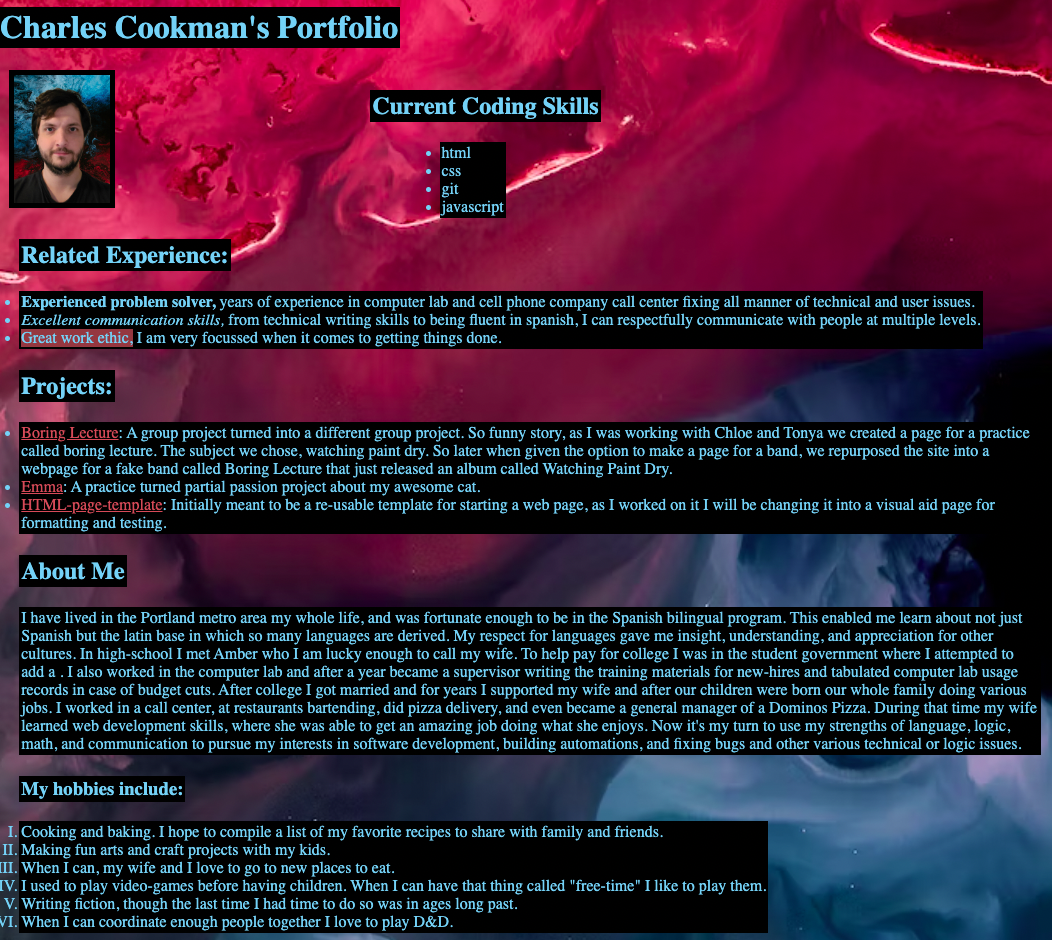 Charles Cookman's Portfolio
Current Coding Skills
html
css
git
javascript
Related Experience:
Experienced problem solver, years of experience in computer lab and cell phone company call center fixing all manner of technical and user issues.
Excellent communication skills, from technical writing skills to being fluent in spanish, I can respectfully communicate with people at multiple levels.
Great work ethic, I am very focussed when it comes to getting things done.
Projects:
Boring Lecture: A group project turned into a different group project. So funny story, as I was working with Chloe and Tonya we created a page for a practice
called boring lecture. The subject we chose, watching paint dry. So later when given the option to make a page for a band, we repurposed the site into a
webpage for a fake band called Boring Lecture that just released an album called Watching Paint Dry.
Emma: A practice turned partial passion project about my awesome cat.
HTML-page-template: Initially meant to be a re-usable template for starting a web page, as I worked on it I will be changing it into a visual aid page for
formatting and testing.
About Me
I have lived in the Portland metro area my whole life, and was fortunate enough to be in the Spanish bilingual program. This enabled me learn about not just
Spanish but the latin base in which so many languages are derived. My respect for languages gave me insight, understanding, and appreciation for other
cultures. In high-school I met Amber who I am lucky enough to call my wife. To help pay for college I was in the student government where I attempted to
add a . I also worked in the computer lab and after a year became a supervisor writing the training materials for new-hires and tabulated computer lab usage
records in case of budget cuts. After college I got married and for years I supported my wife and after our children were born our whole family doing various
jobs. I worked in a call center, at restaurants bartending, did pizza delivery, and even became a general manager of a Dominos Pizza. During that time my wife
learned web development skills, where she was able to get an amazing job doing what she enjoys. Now it's my turn to use my strengths of language, logic,
math, and communication to pursue my interests in software development, building automations, and fixing bugs and other various technical or logic issues.
My hobbies include:
I. Cooking and baking. I hope to compile a list of my favorite recipes to share with family and friends.
II. Making fun arts and craft projects with my kids.
III. When I can, my wife and I love to go to new places to eat.
IV. I used to play video-games before having children. When I can have that thing called "free-time" I like to play them.
V. Writing fiction, though the last time I had time to do so was in ages long past.
VI. When I can coordinate enough people together I love to play D&D.